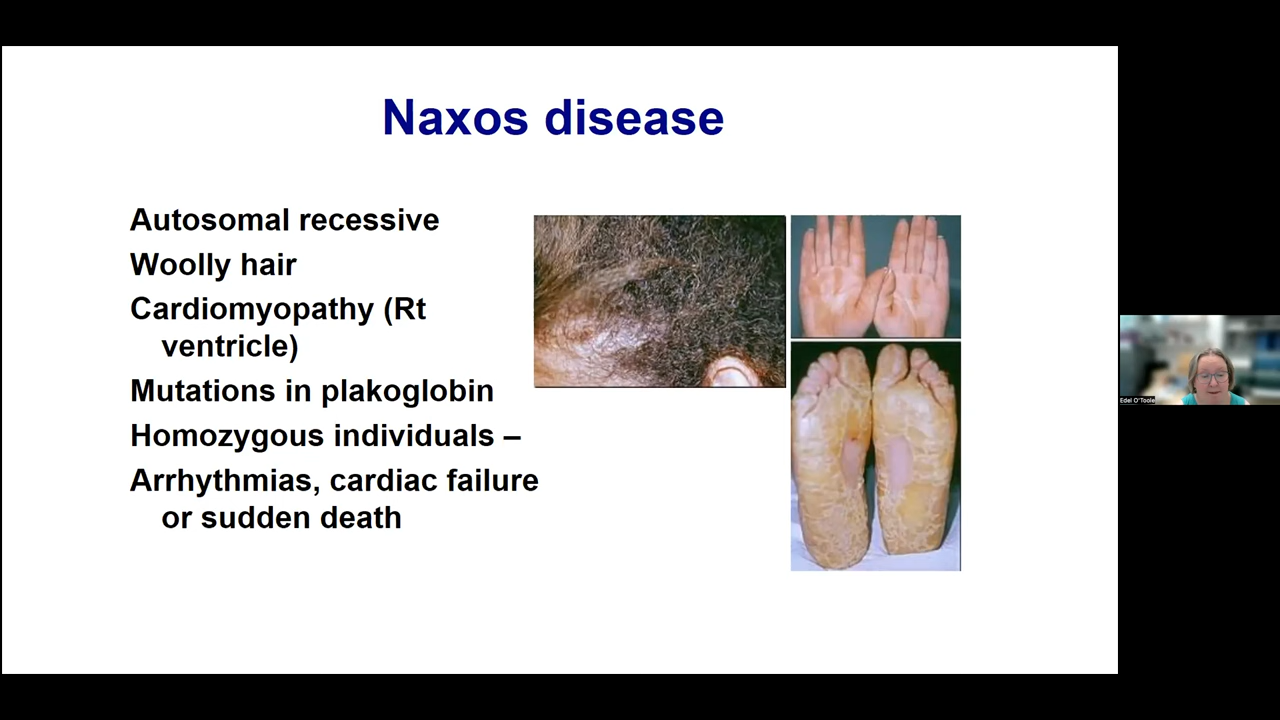 Naxos disease
Autosomal recessive
Woolly hair
Cardiomyopathy (Rt
ventricle)
Mutations in plakoglobin
Homozygous individuals –
Arrhythmias, cardiac failure
or sudden death
Edel O'Toole